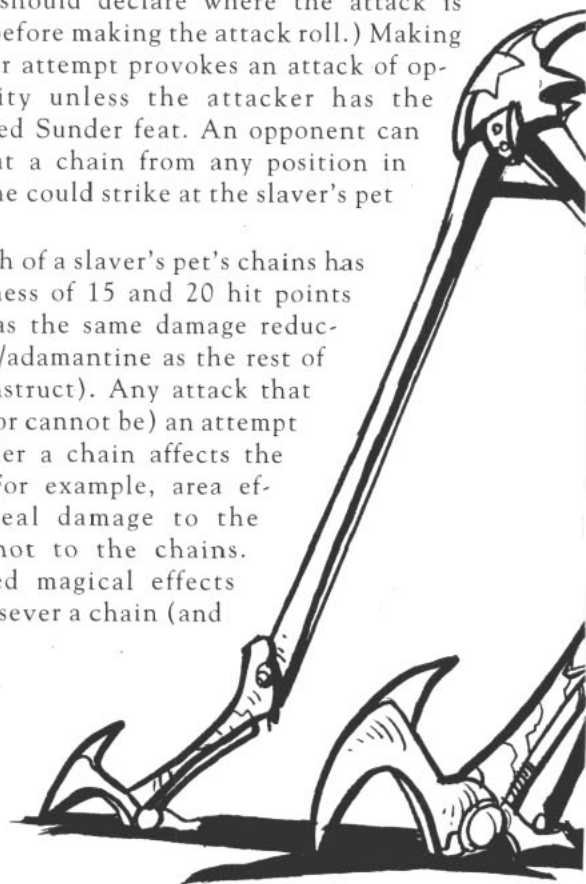 should declare where the attack is
before making the attack roll.) Making
r attempt provokes an attack of op-
ity unless the attacker has the
ed Sunder feat. An opponent can
at a chain from any position in
he could strike at the slaver's pet
h of a slaver's pet's chains has
ness of 15 and 20 hit points
as the same damage reduc-
/adamantine as the rest of
nstruct). Any attack that
or cannot be) an attempt
er a chain affects the
For example, area ef-
eal damage to the
not to the chains.
ed magical effects
sever a chain (and